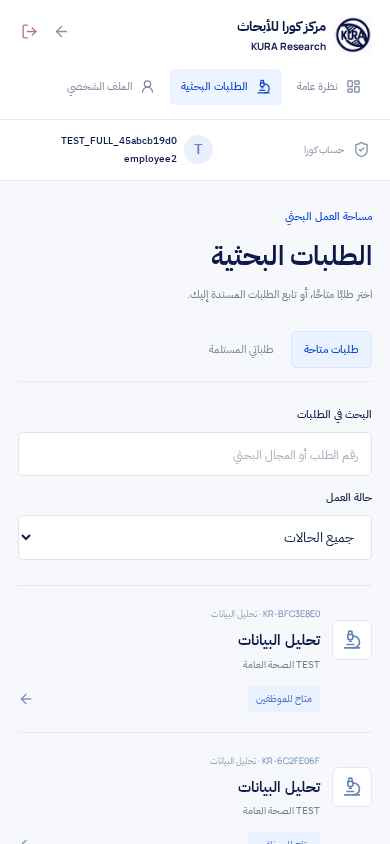 مركز كورا للأبحاث
KURA Research
KURA
نظرة عامة
الطلبات البحثية
الملف الشخصي
حساب كورا
T
TEST_FULL_45abcb19d0
employee2
مساحة العمل البحثي
الطلبات البحثية
اختر طلبًا متاحًا، أو تابع الطلبات المسندة إليك.
طلبات متاحة
طلباتي المستلمة
البحث في الطلبات
رقم الطلب أو المجال البحثي
حالة العمل
جميع الحالات
KR-BFC3E8E0 · تحليل البيانات
تحليل البيانات
TEST الصحة العامة
متاح للموظفين
KR-6C2FE06F · تحليل البيانات
تحليل البيانات
TEST الصحة العامة